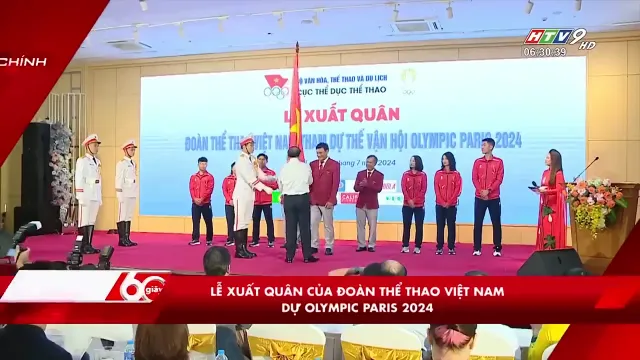 HTV9 HD
06:30:39
CHÍNH
BỘ VĂN HÓA, THỂ THAO VÀ DU LỊCH
CỤC THỂ DỤC THỂ THAO
LỄ XUẤT QUÂN
ĐOÀN THỂ THAO VIỆT NAM THAM DỰ THẾ VẬN HỘI OLYMPIC PARIS 2024
2024
60 giây
LỄ XUẤT QUÂN CỦA ĐOÀN THỂ THAO VIỆT NAM
DỰ OLYMPIC PARIS 2024